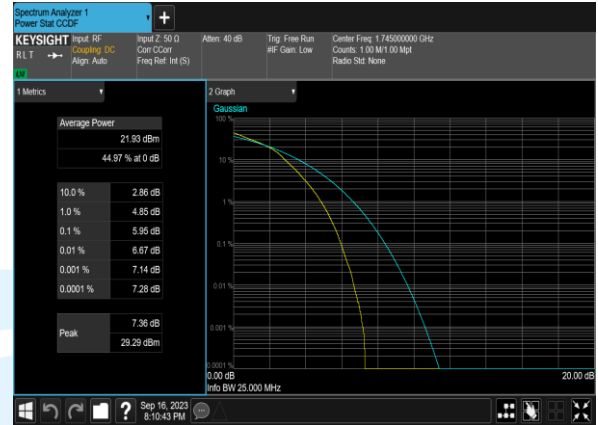 Spectrum Analyzer 1
Power Stat CCDF
+
KEYSIGHT
RLT
LW
Input: RF
Coupling: DC
Align: Auto
Input Z: 50 Ω
Corr CCorr
Freq Ref: Int (S)
Atten: 40 dB
Trig: Free Run
#IF Gain: Low
Center Freq: 1.745000000 GHz
Counts: 1.00 M/1.00 Mpt
Radio Std: None
1 Metrics
Average Power
21.93 dBm
44.97 % at 0 dB
10.0 % 2.86 dB
1.0 % 4.85 dB
0.1 % 5.95 dB
0.01 % 6.67 dB
0.001 % 7.14 dB
0.0001 % 7.28 dB
Peak
7.36 dB
29.29 dBm
2 Graph
Gaussian
100 %
10 %
1 %
0.1 %
0.01 %
0.001 %
0.0001 %
0.00 dB
20.00 dB
Info BW 25.000 MHz
?
Sep 16, 2023
8:10:43 PM